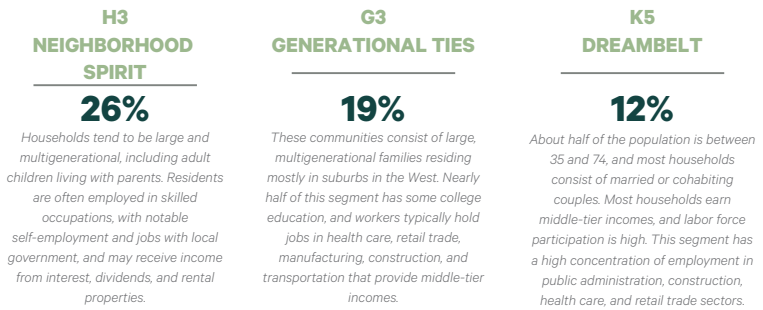 H3
NEIGHBORHOOD
SPIRIT
26%
Households tend to be large and
multigenerational, including adult
children living with parents. Residents
are often employed in skilled
occupations, with notable
self-employment and jobs with local
government, and may receive income
from interest, dividends, and rental
properties.
G3
GENERATIONAL TIES
19%
These communities consist of large,
multigenerational families residing
mostly in suburbs in the West. Nearly
half of this segment has some college
education, and workers typically hold
jobs in health care, retail trade,
manufacturing, construction, and
transportation that provide middle-tier
incomes.
K5
DREAMBELT
12%
About half of the population is between
35 and 74, and most households
consist of married or cohabiting
couples. Most households earn
middle-tier incomes, and labor force
participation is high. This segment has
a high concentration of employment in
public administration, construction,
health care, and retail trade sectors.